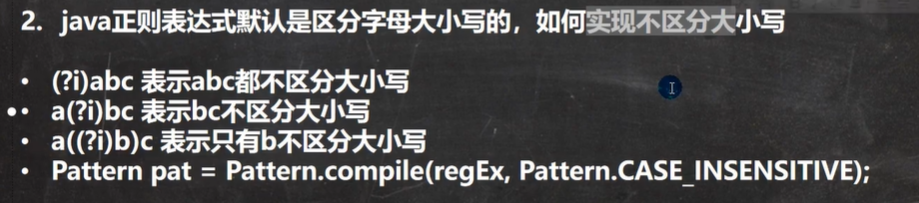 2. java正则表达式默认是区分字母大小写的，如何实现不区分大小写
• (?i)abc 表示abc都不区分大小写
• a(?i)bc 表示bc不区分大小写
• a((?i)b)c 表示只有b不区分大小写
• Pattern pat = Pattern.compile(regEx, Pattern.CASE_INSENSITIVE);